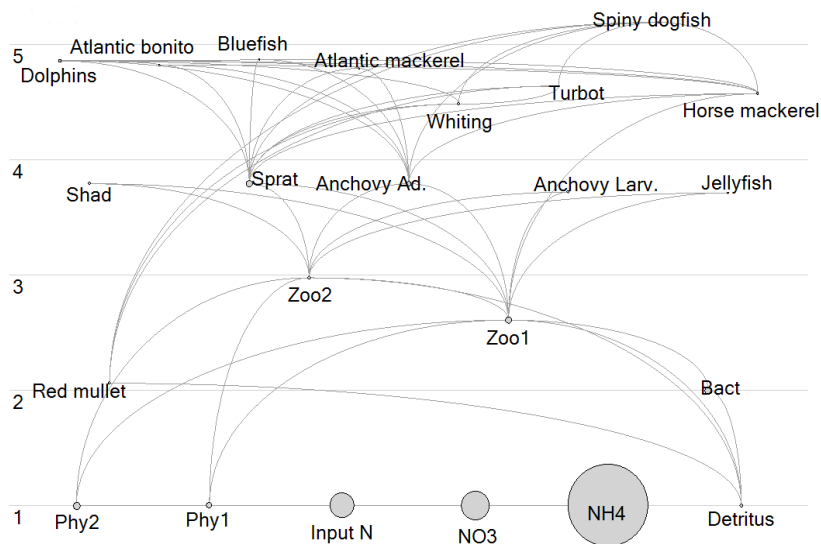 Spiny dogfish
5
Atlantic bonito
Bluefish
Atlantic mackerel
Dolphins
Turbot
Horse mackerel
Whiting
4
Shad
Sprat
Anchovy Ad.
Anchovy Larv.
Jellyfish
3
Zoo2
Zoo1
2
Red mullet
Bact
1
Phy2
Phy1
Input N
NO3
NH4
Detritus